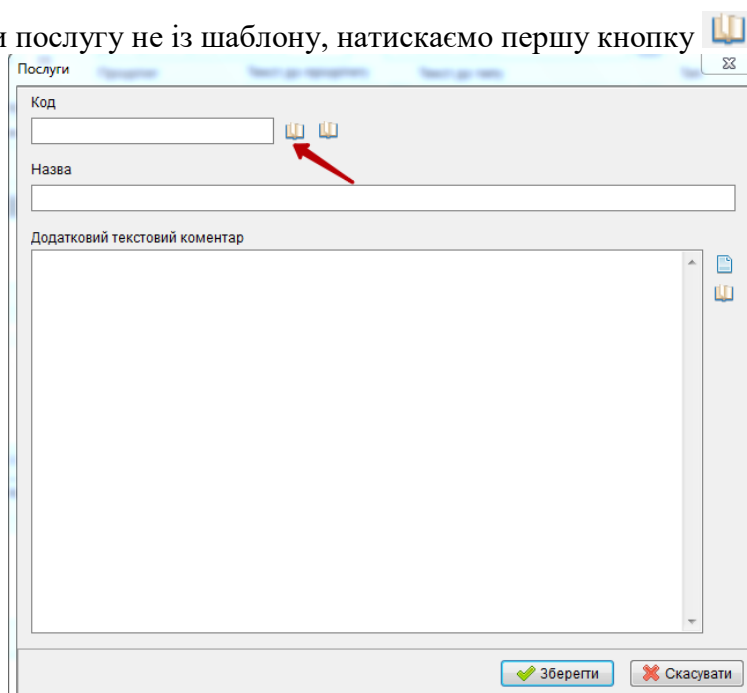 послугу не із шаблону, натискаємо першу кнопку
Послуги
Код
Назва
Додатковий текстовий коментар
Зберегти Скасувати